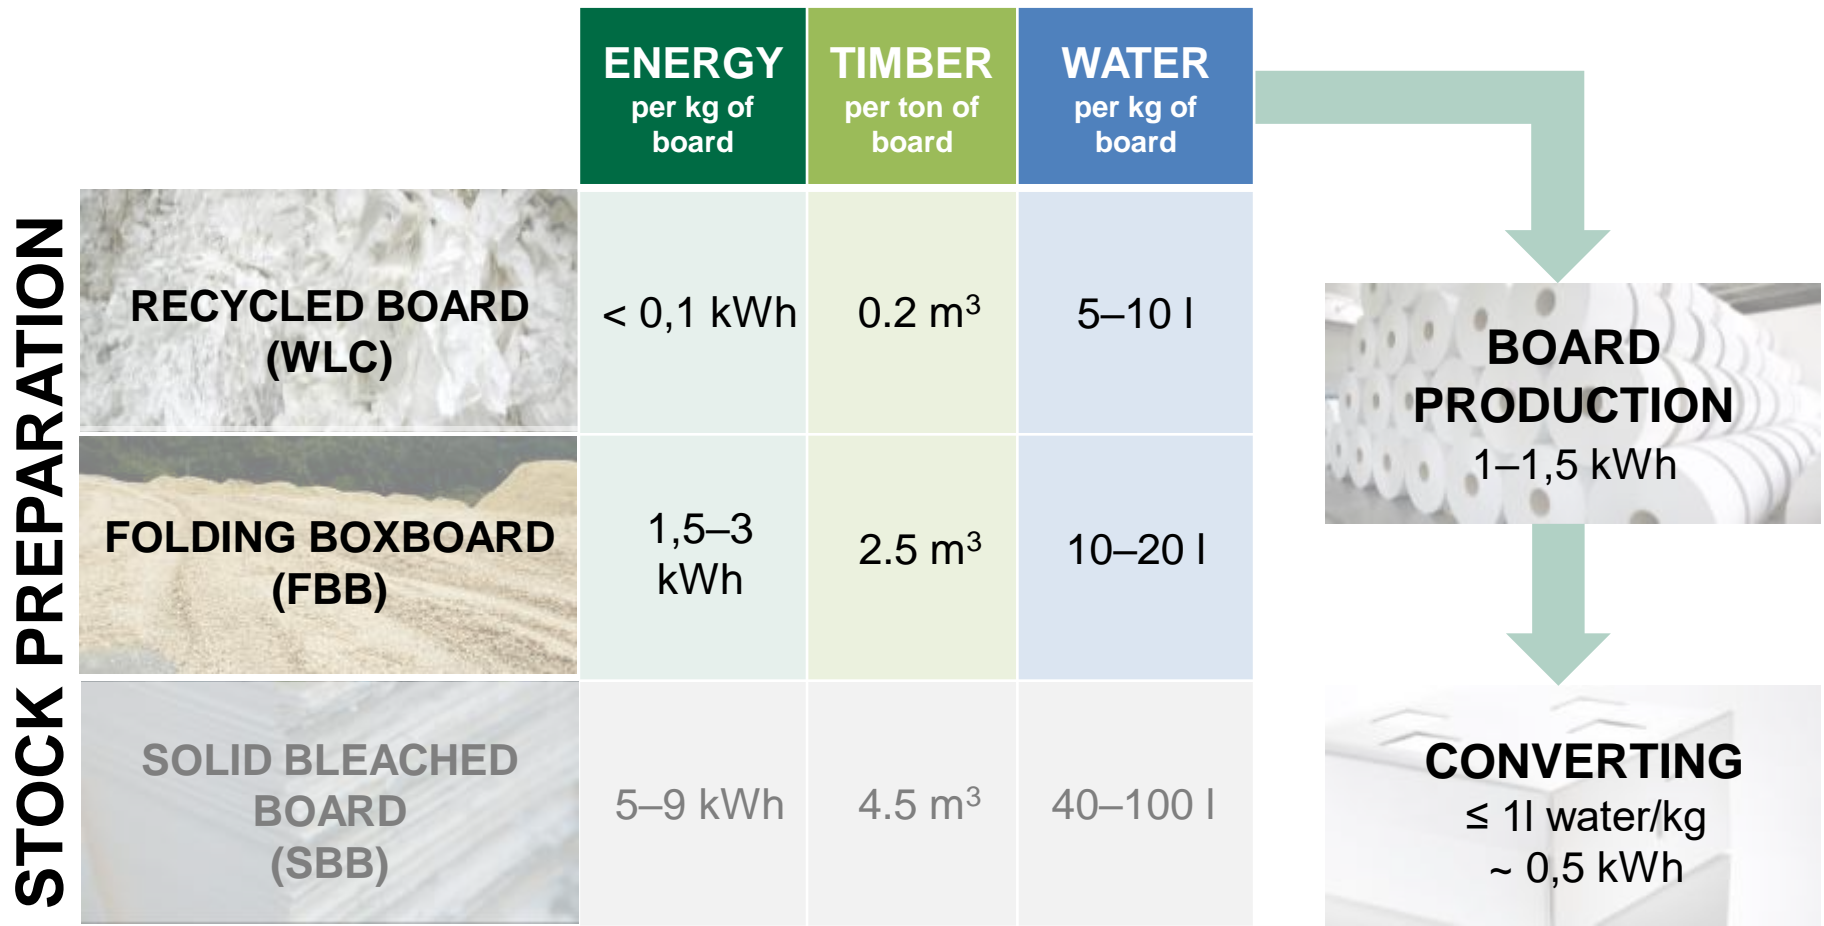 STOCK PREPARATION
ENERGY
per kg of
board
TIMBER
per ton of
board
WATER
per kg of
board
RECYCLED BOARD
(WLC)
< 0,1 kWh
0.2 m³
5–10 l
FOLDING BOXBOARD
(FBB)
1,5–3
kWh
2.5 m³
10–20 l
SOLID BLEACHED
BOARD
(SBB)
5–9 kWh
4.5 m³
40–100 l
BOARD
PRODUCTION
1–1,5 kWh
CONVERTING
≤ 1l water/kg
~ 0,5 kWh